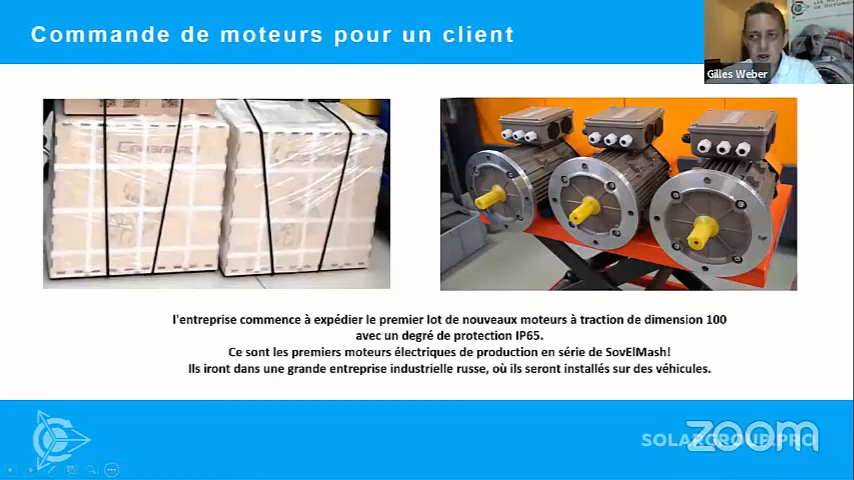 Commande de moteurs pour un client
Gilles Weber
l'entreprise commence à expédier le premier lot de nouveaux moteurs à traction de dimension 100
avec un degré de protection IP65.
Ce sont les premiers moteurs électriques de production en série de SovElMash!
Ils iront dans une grande entreprise industrielle russe, où ils seront installés sur des véhicules.
SOLARGROUP.PRO
zoom